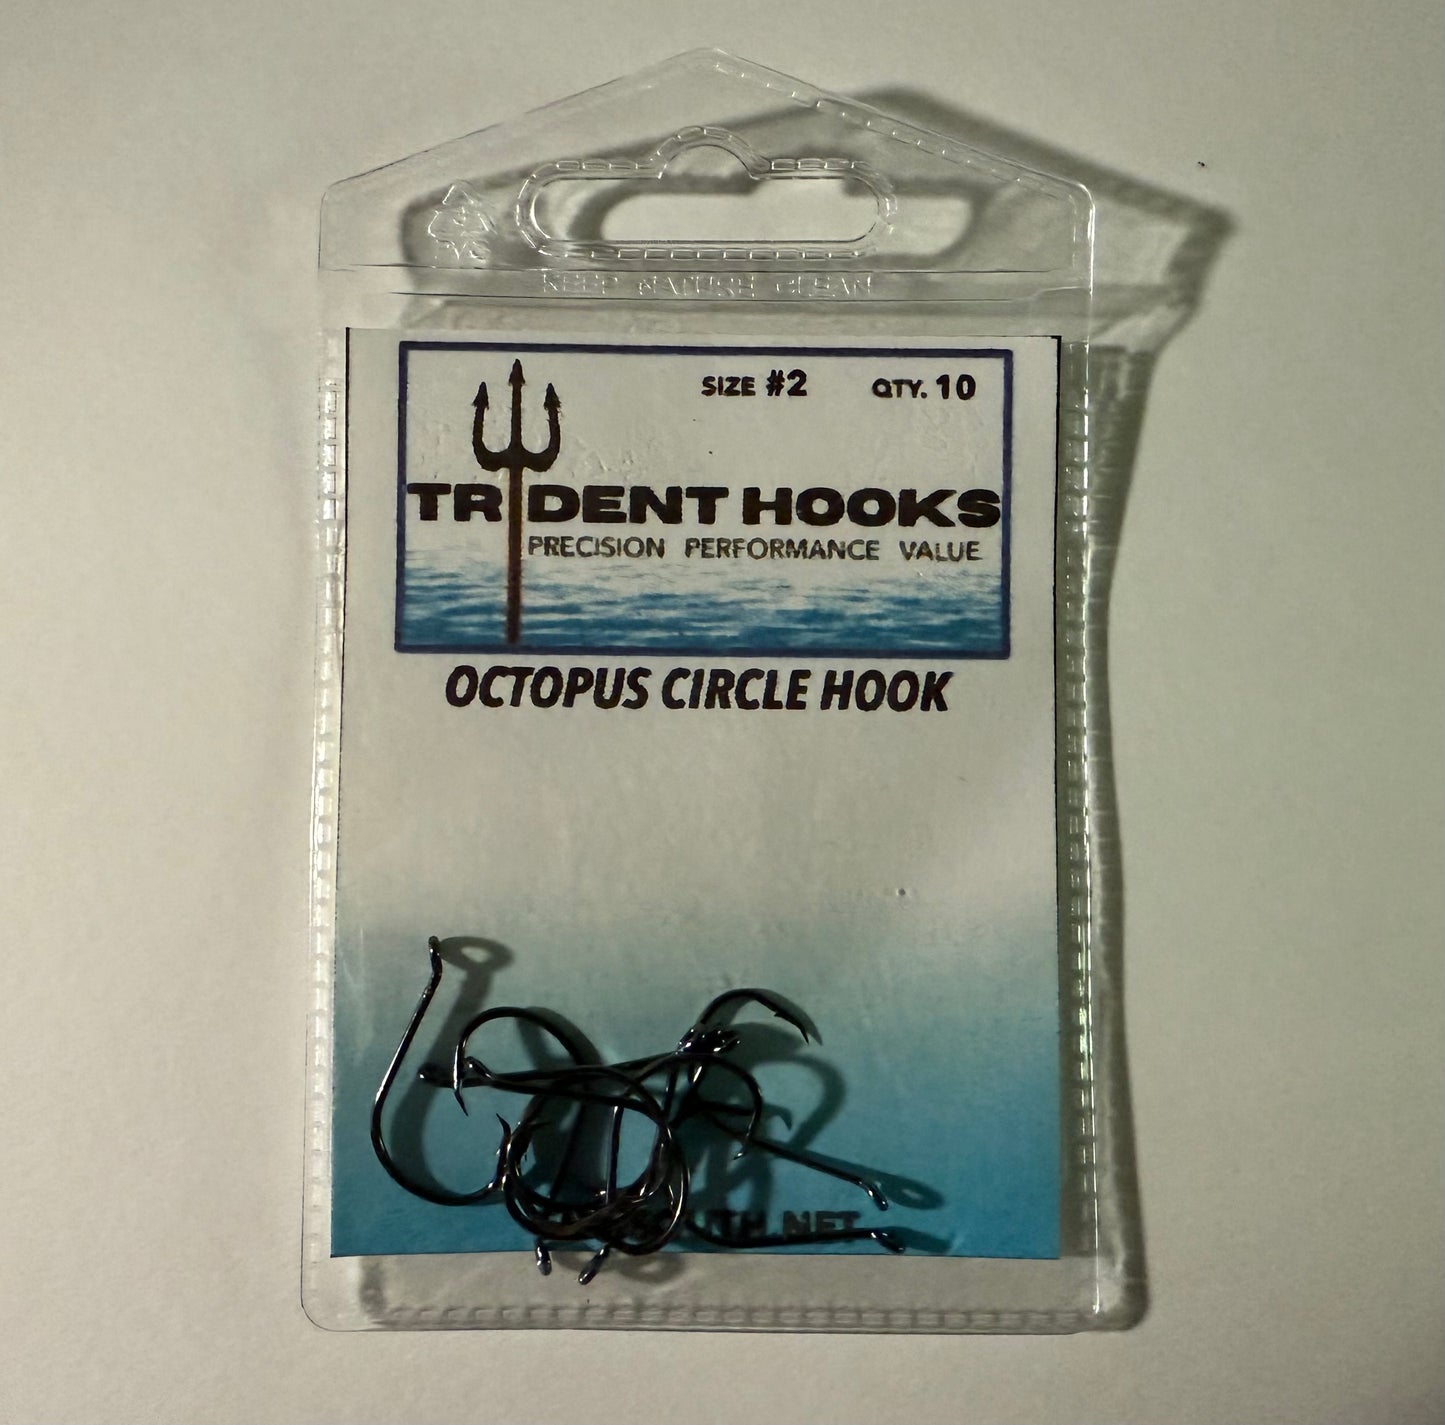 KEEP NATURE CLEAN
SIZE #2 QTY. 10
TRIDENT HOOKS
PRECISION PERFORMANCE VALUE
OCTOPUS CIRCLE HOOK